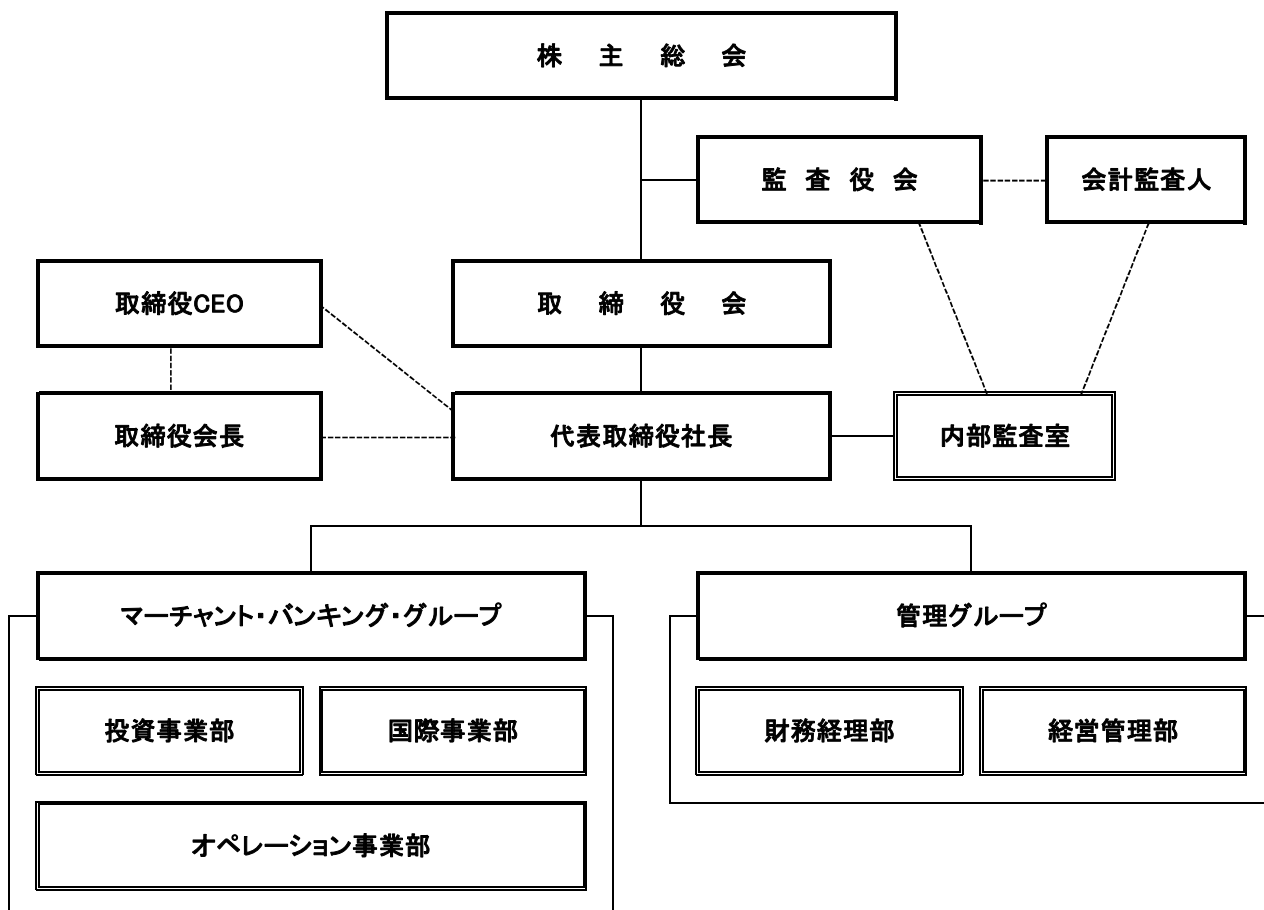 株主総会
監査役会
会計監査人
取締役CEO
取締役会
取締役会長
代表取締役社長
内部監査室
マーチャント・バンキング・グループ
管理グループ
投資事業部
国際事業部
財務経理部
経営管理部
オペレーション事業部